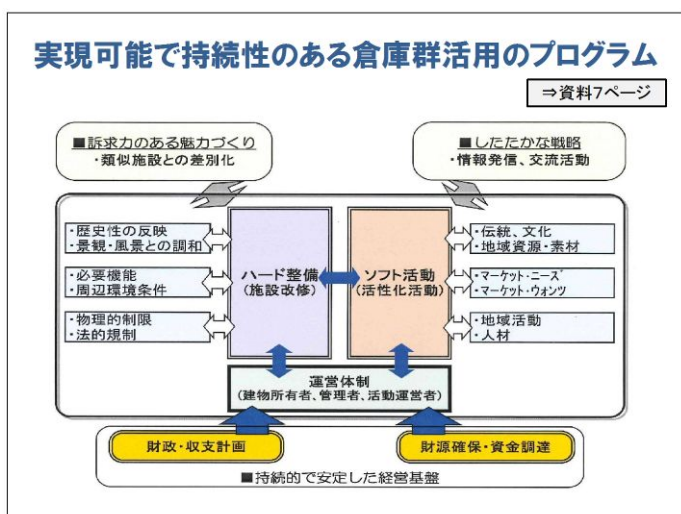 実現可能で持続性のある倉庫群活用のプログラム
⇒資料7ページ
■訴求力のある魅力づくり
・類似施設との差別化
■したたかな戦略
・情報発信、交流活動
・歴史性の反映
・景観・風景との調和
・必要機能
・周辺環境条件
・物理的制限
・法的規制
ハード整備
(施設改修)
ソフト活動
(活性化活動)
・伝統、文化
・地域資源・素材
・マーケット・ニーズ
・マーケット・ウォンツ
・地域活動
・人材
運営体制
(建物所有者、管理者、活動運営者)
財政・収支計画
財源確保・資金調達
■持続的で安定した経営基盤